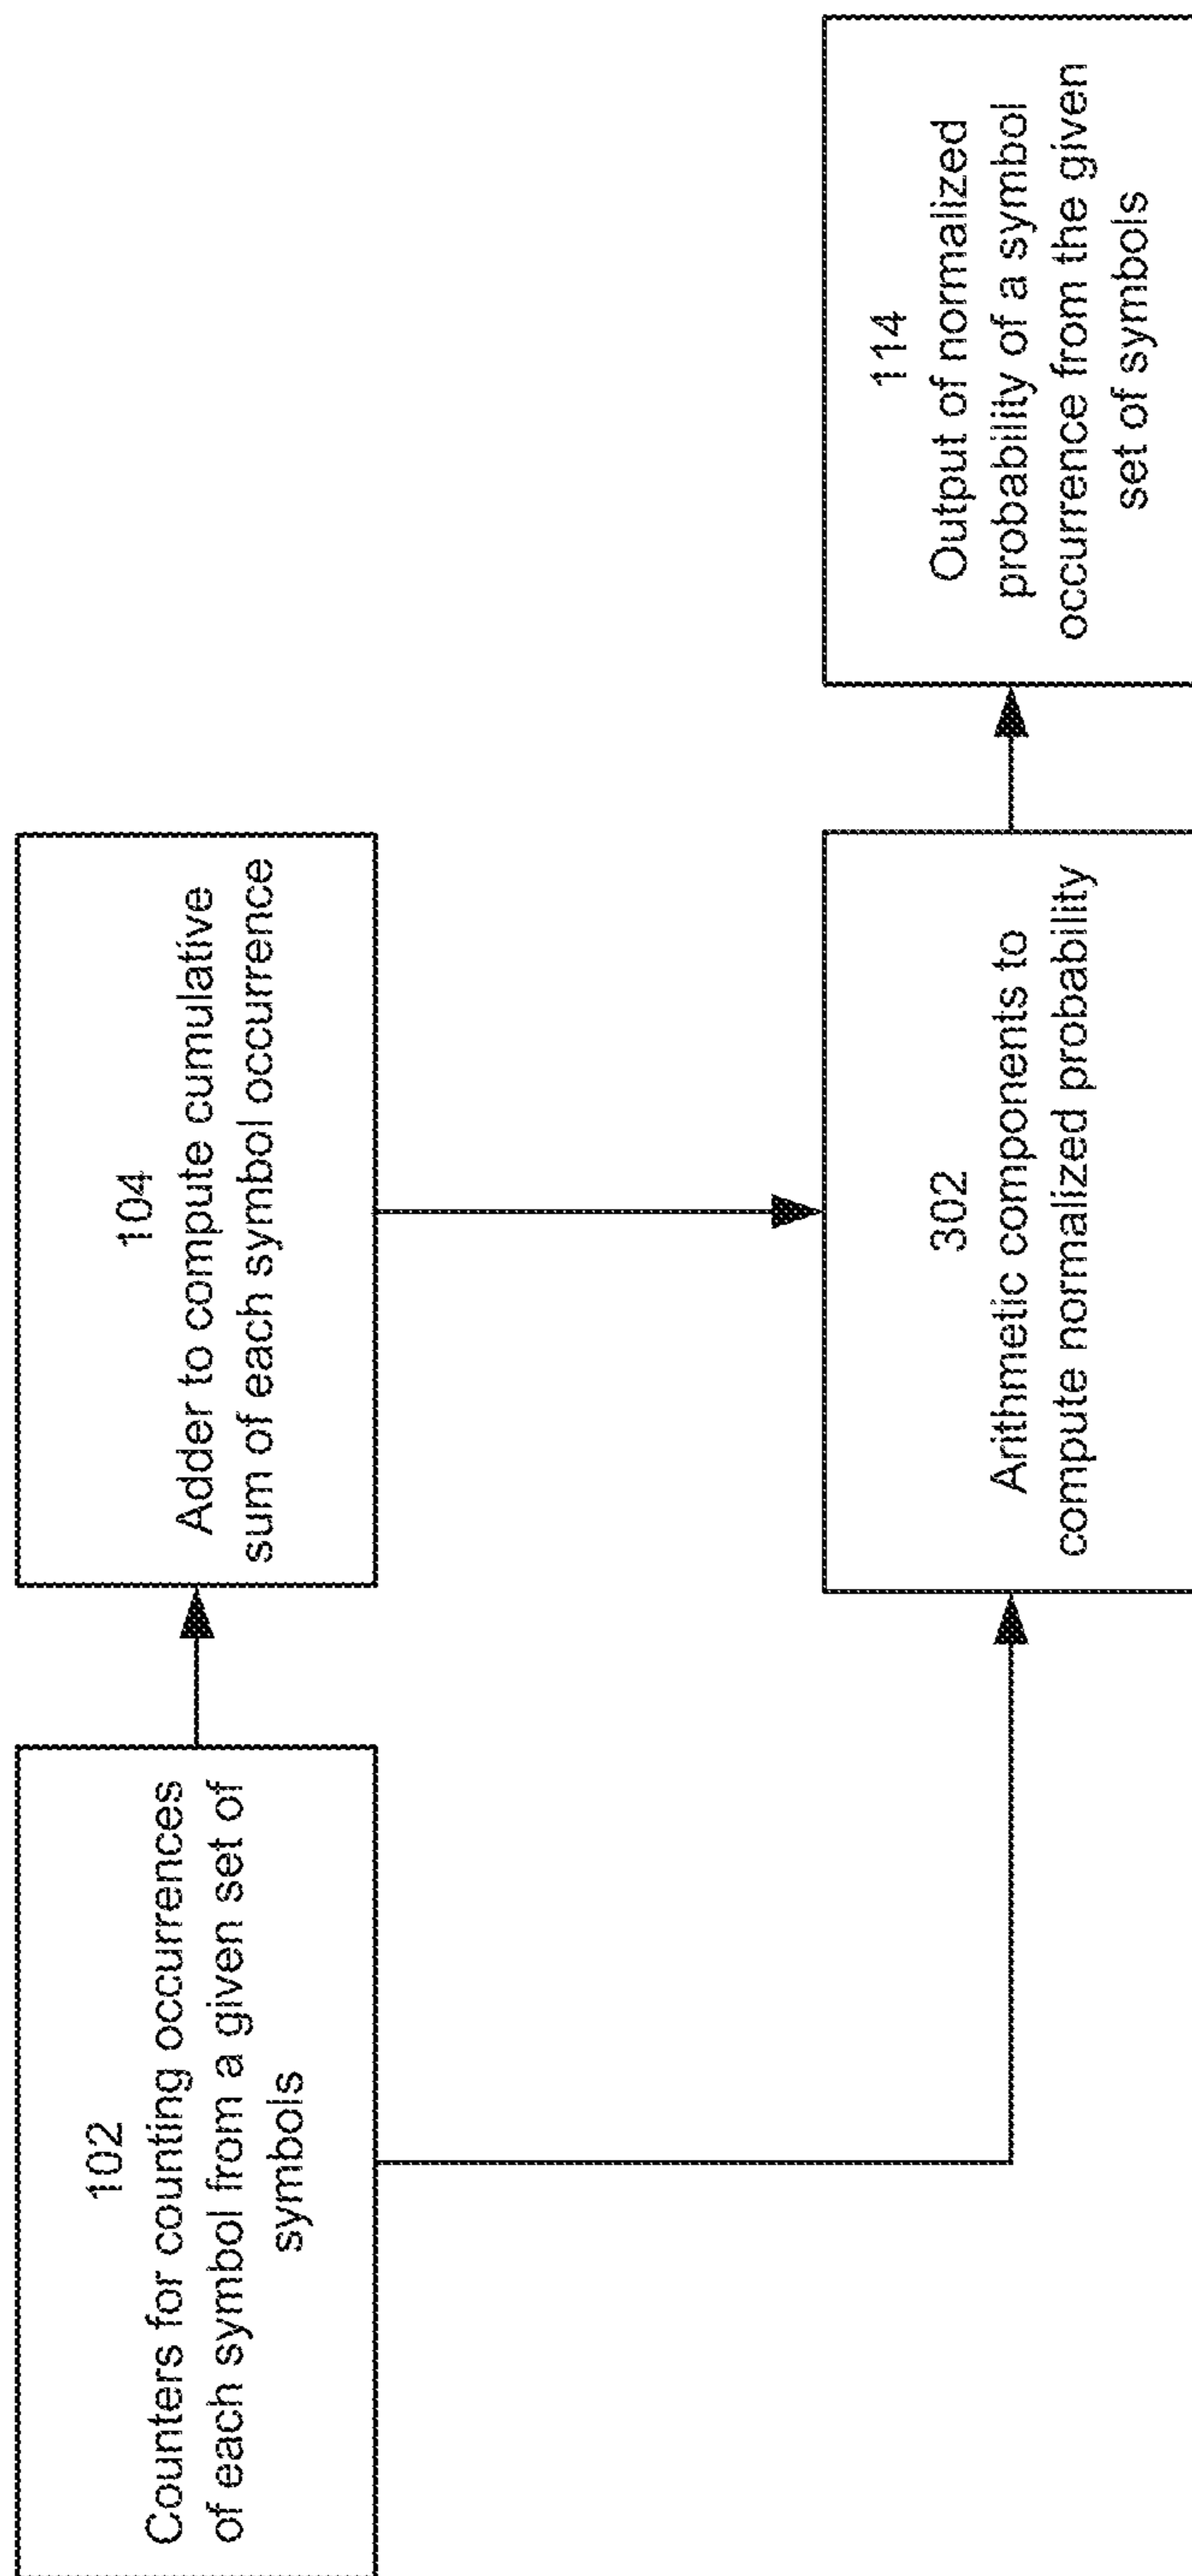 102
Counters for counting occurrences
of each symbol from a given set of
symbols
104
Adder to compute cumulative
sum of each symbol occurrence
302
Arithmetic components to
compute normalized probability
114
Output of normalized
probability of a symbol
occurrence from the given
set of symbols